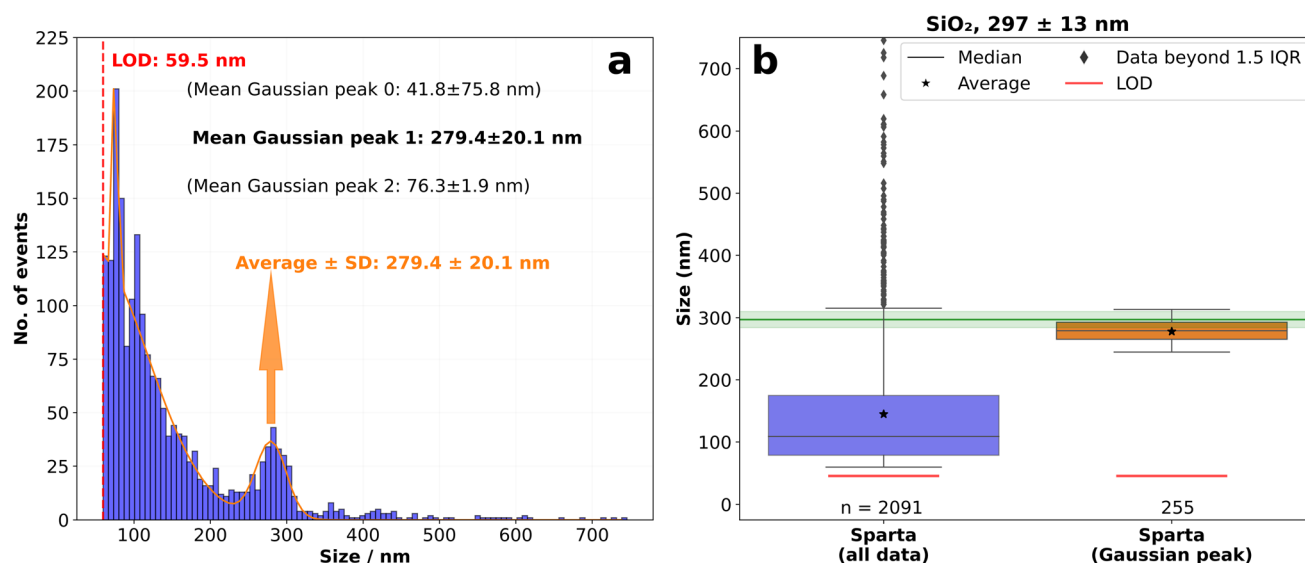 225
200
175
150
125
100
75
50
25
0
No. of events
LOD: 59.5 nm
a
(Mean Gaussian peak 0: 41.8±75.8 nm)
Mean Gaussian peak 1: 279.4±20.1 nm
(Mean Gaussian peak 2: 76.3±1.9 nm)
Average ± SD: 279.4 ± 20.1 nm
100 200 300 400 500 600 700
Size / nm
SiO₂, 297 ± 13 nm
b
Median
Average
Data beyond 1.5 IQR
LOD
700
600
500
400
300
200
100
0
Size (nm)
n = 2091
255
Sparta
(all data)
Sparta
(Gaussian peak)